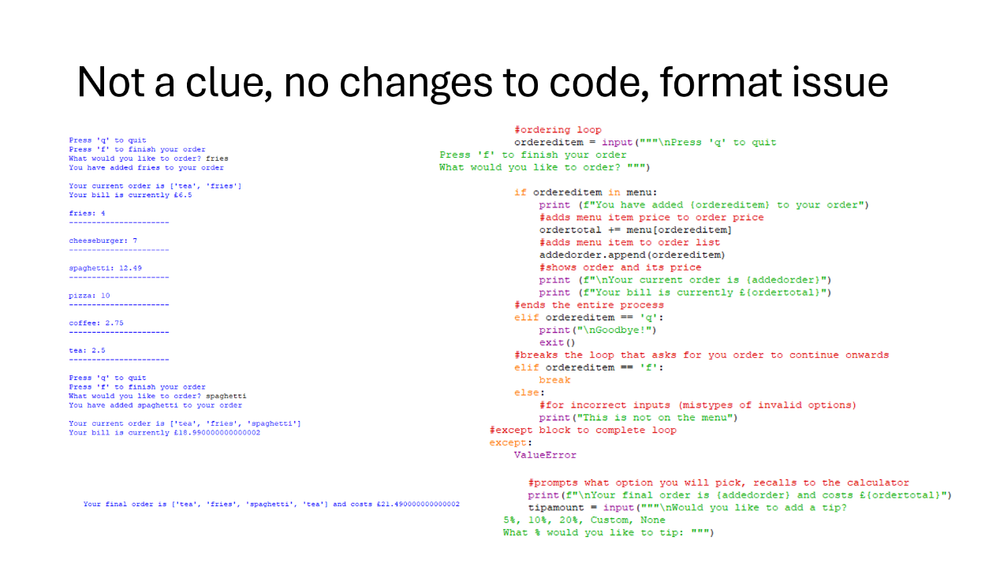 Not a clue, no changes to code, format issue
Press 'q' to quit
Press 'f' to finish your order
What would you like to order? fries
You have added fries to your order
Your current order is ['tea', 'fries']
Your bill is currently £6.5
fries: 4
----------------------
cheeseburger: 7
----------------------
spaghetti: 12.49
----------------------
pizza: 10
----------------------
coffee: 2.75
----------------------
tea: 2.5
----------------------
Press 'q' to quit
Press 'f' to finish your order
What would you like to order? spaghetti
You have added spaghetti to your order
Your current order is ['tea', 'fries', 'spaghetti']
Your bill is currently £18.990000000000002
Your final order is ['tea', 'fries', 'spaghetti', 'tea'] and costs £21.490000000000002
#ordering loop
ordereditem = input("""\nPress 'q' to quit
Press 'f' to finish your order
What would you like to order? """)
if ordereditem in menu:
print (f"You have added {ordereditem} to your order")
#adds menu item price to order price
ordertotal += menu[ordereditem]
#adds menu item to order list
addedorder.append(ordereditem)
#shows order and its price
print (f"\nYour current order is {addedorder}")
print (f"Your bill is currently £{ordertotal}")
#ends the entire process
elif ordereditem == 'q':
print("\nGoodbye!")
exit()
#breaks the loop that asks for you order to continue onwards
elif ordereditem == 'f':
break
else:
#for incorrect inputs (mistypes of invalid options)
print("This is not on the menu")
#except block to complete loop
except:
ValueError
#prompts what option you will pick, recalls to the calculator
print(f"\nYour final order is {addedorder} and costs £{ordertotal}")
tipamount = input("""\nWould you like to add a tip?
5%, 10%, 20%, Custom, None
What % would you like to tip: """)